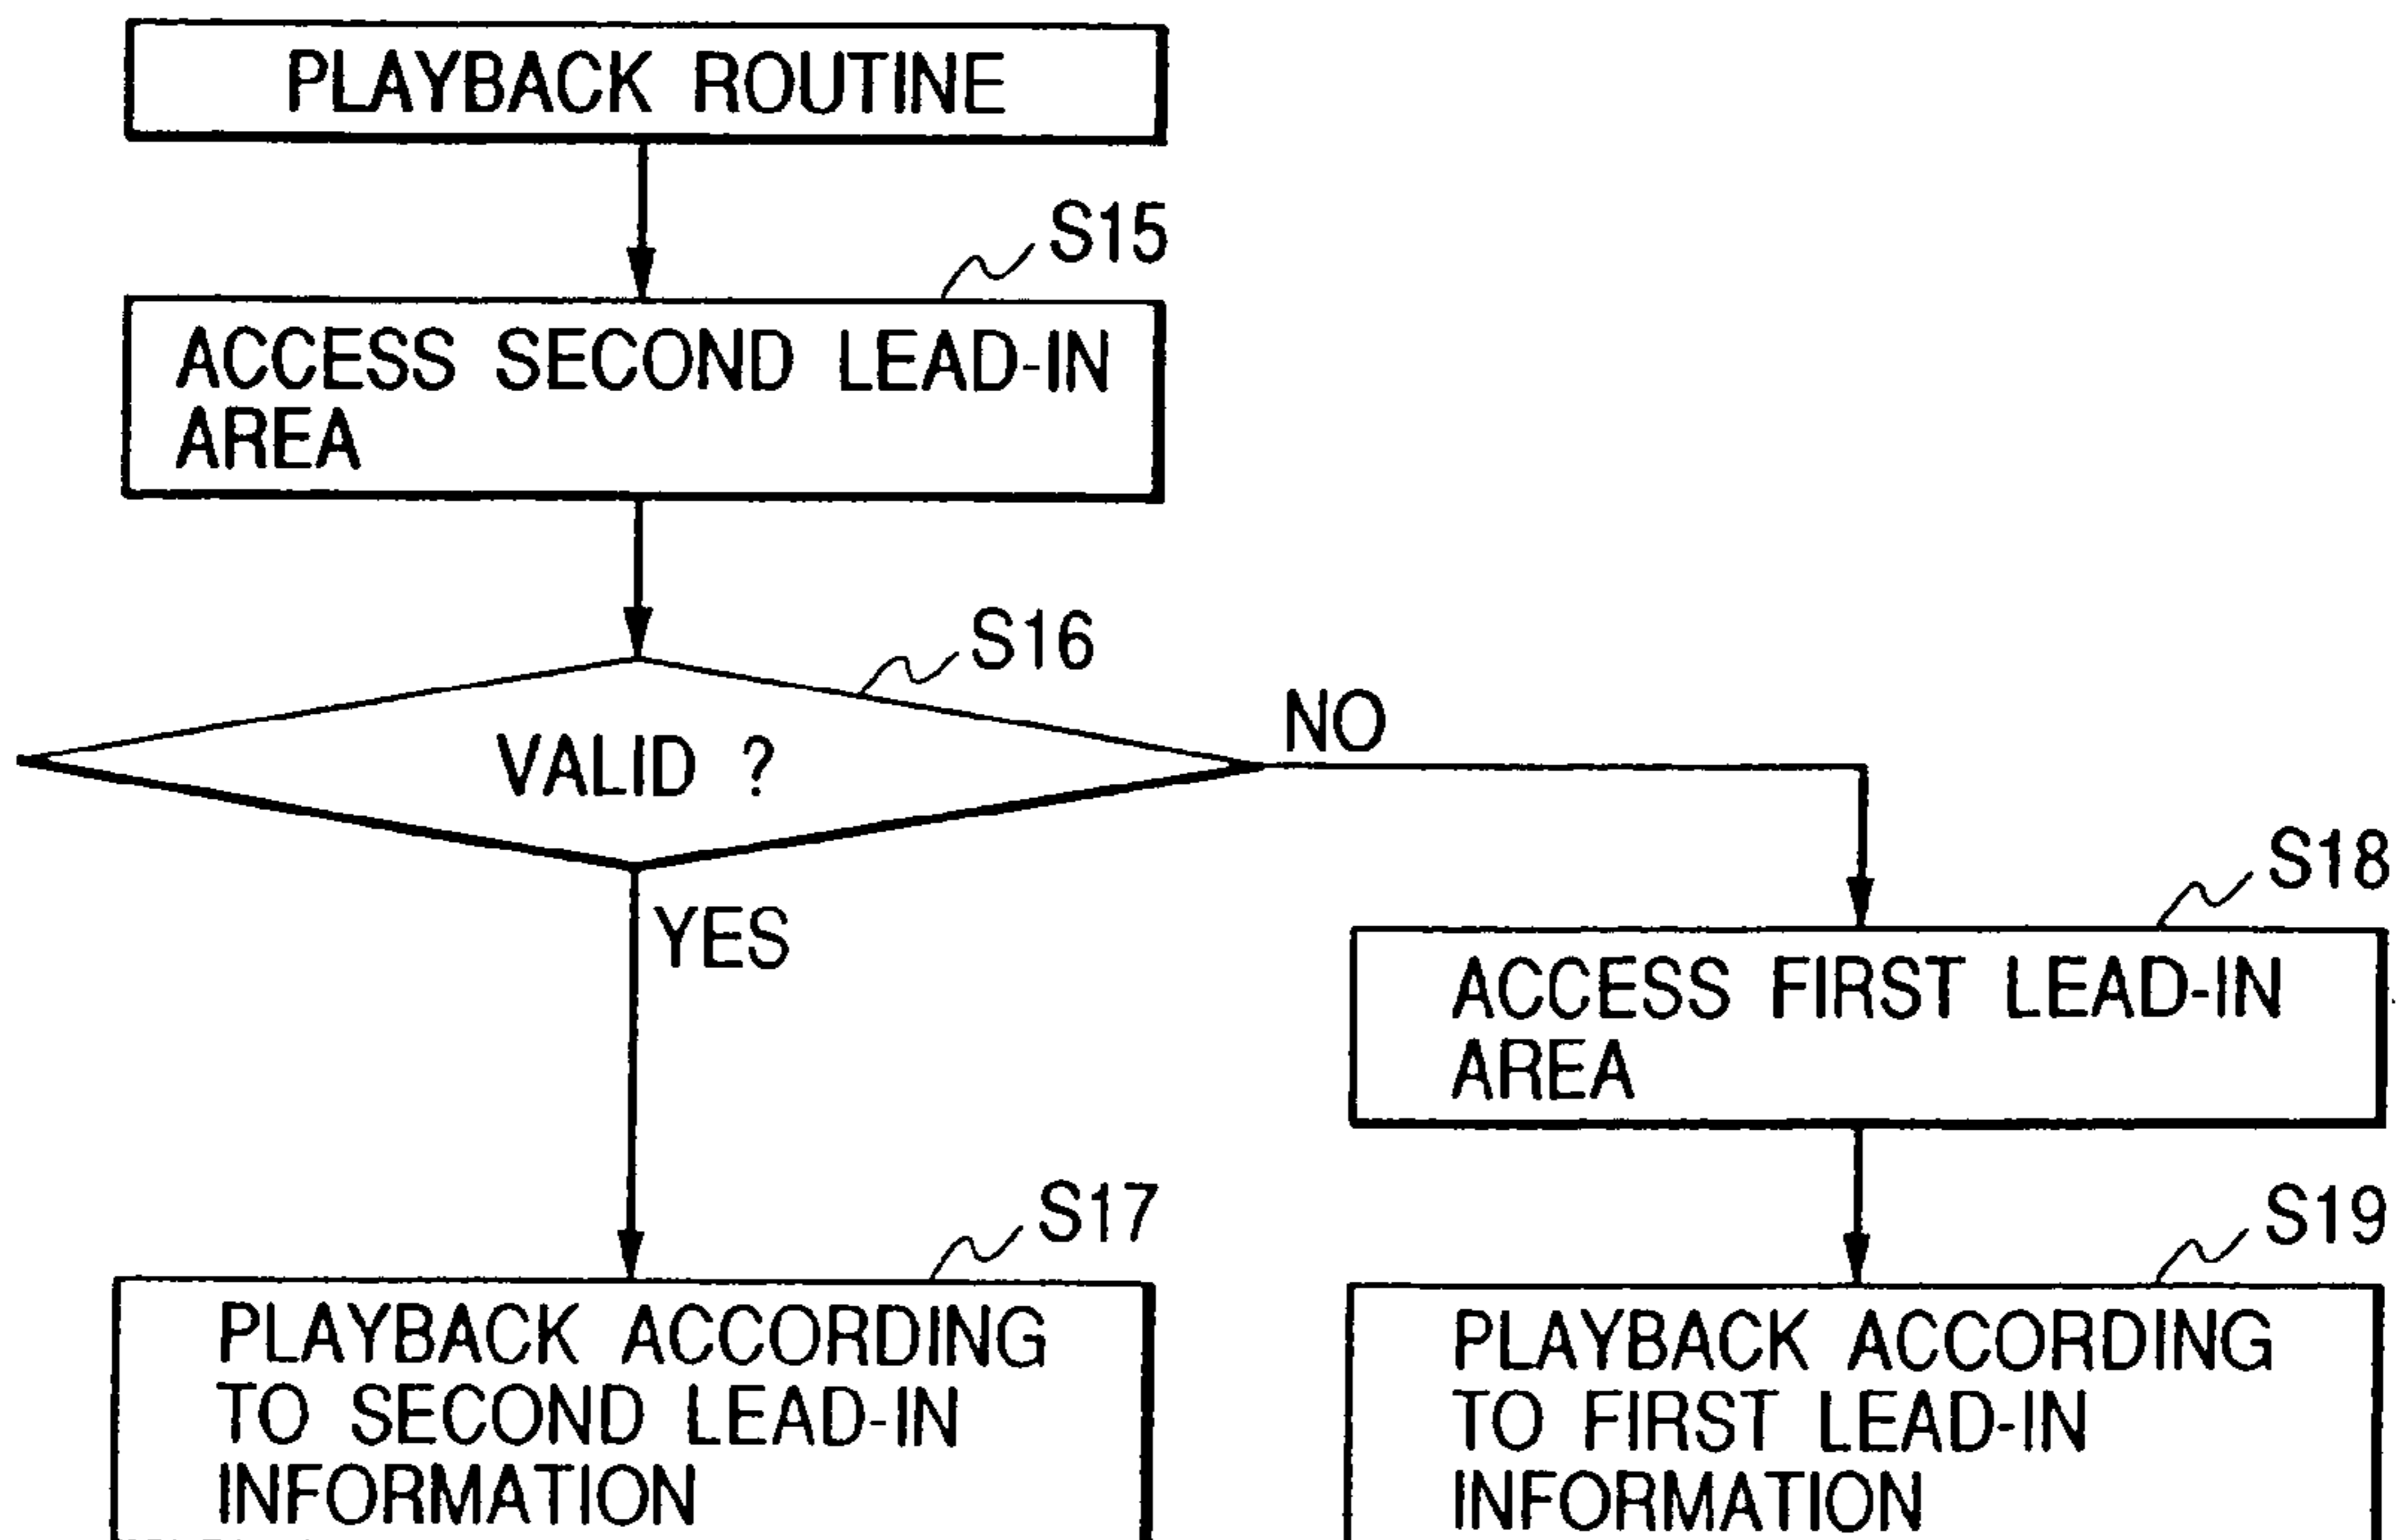 PLAYBACK ROUTINE
S15
ACCESS SECOND LEAD-IN
AREA
S16
VALID ?
NO
YES
S18
ACCESS FIRST LEAD-IN
AREA
S17
PLAYBACK ACCORDING
TO SECOND LEAD-IN
INFORMATION
S19
PLAYBACK ACCORDING
TO FIRST LEAD-IN
INFORMATION